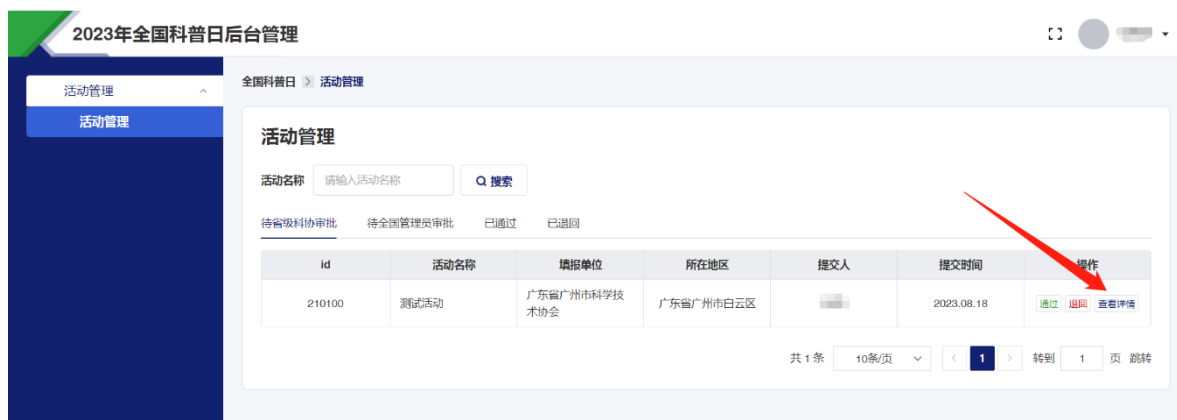 2023年全国科普日后台管理
活动管理
活动管理
全国科普日 > 活动管理
活动管理
活动名称 请输入活动名称 搜索
待省级科协审批 待全国管理员审批 已通过 已退回
id 活动名称 填报单位 所在地区 提交人 提交时间 操作
210100 测试活动 广东省广州市科学技术协会 广东省广州市白云区 2023.08.18 通过 退回 查看详情
共 1 条 10条/页 < 1 > 转到 1 页 跳转